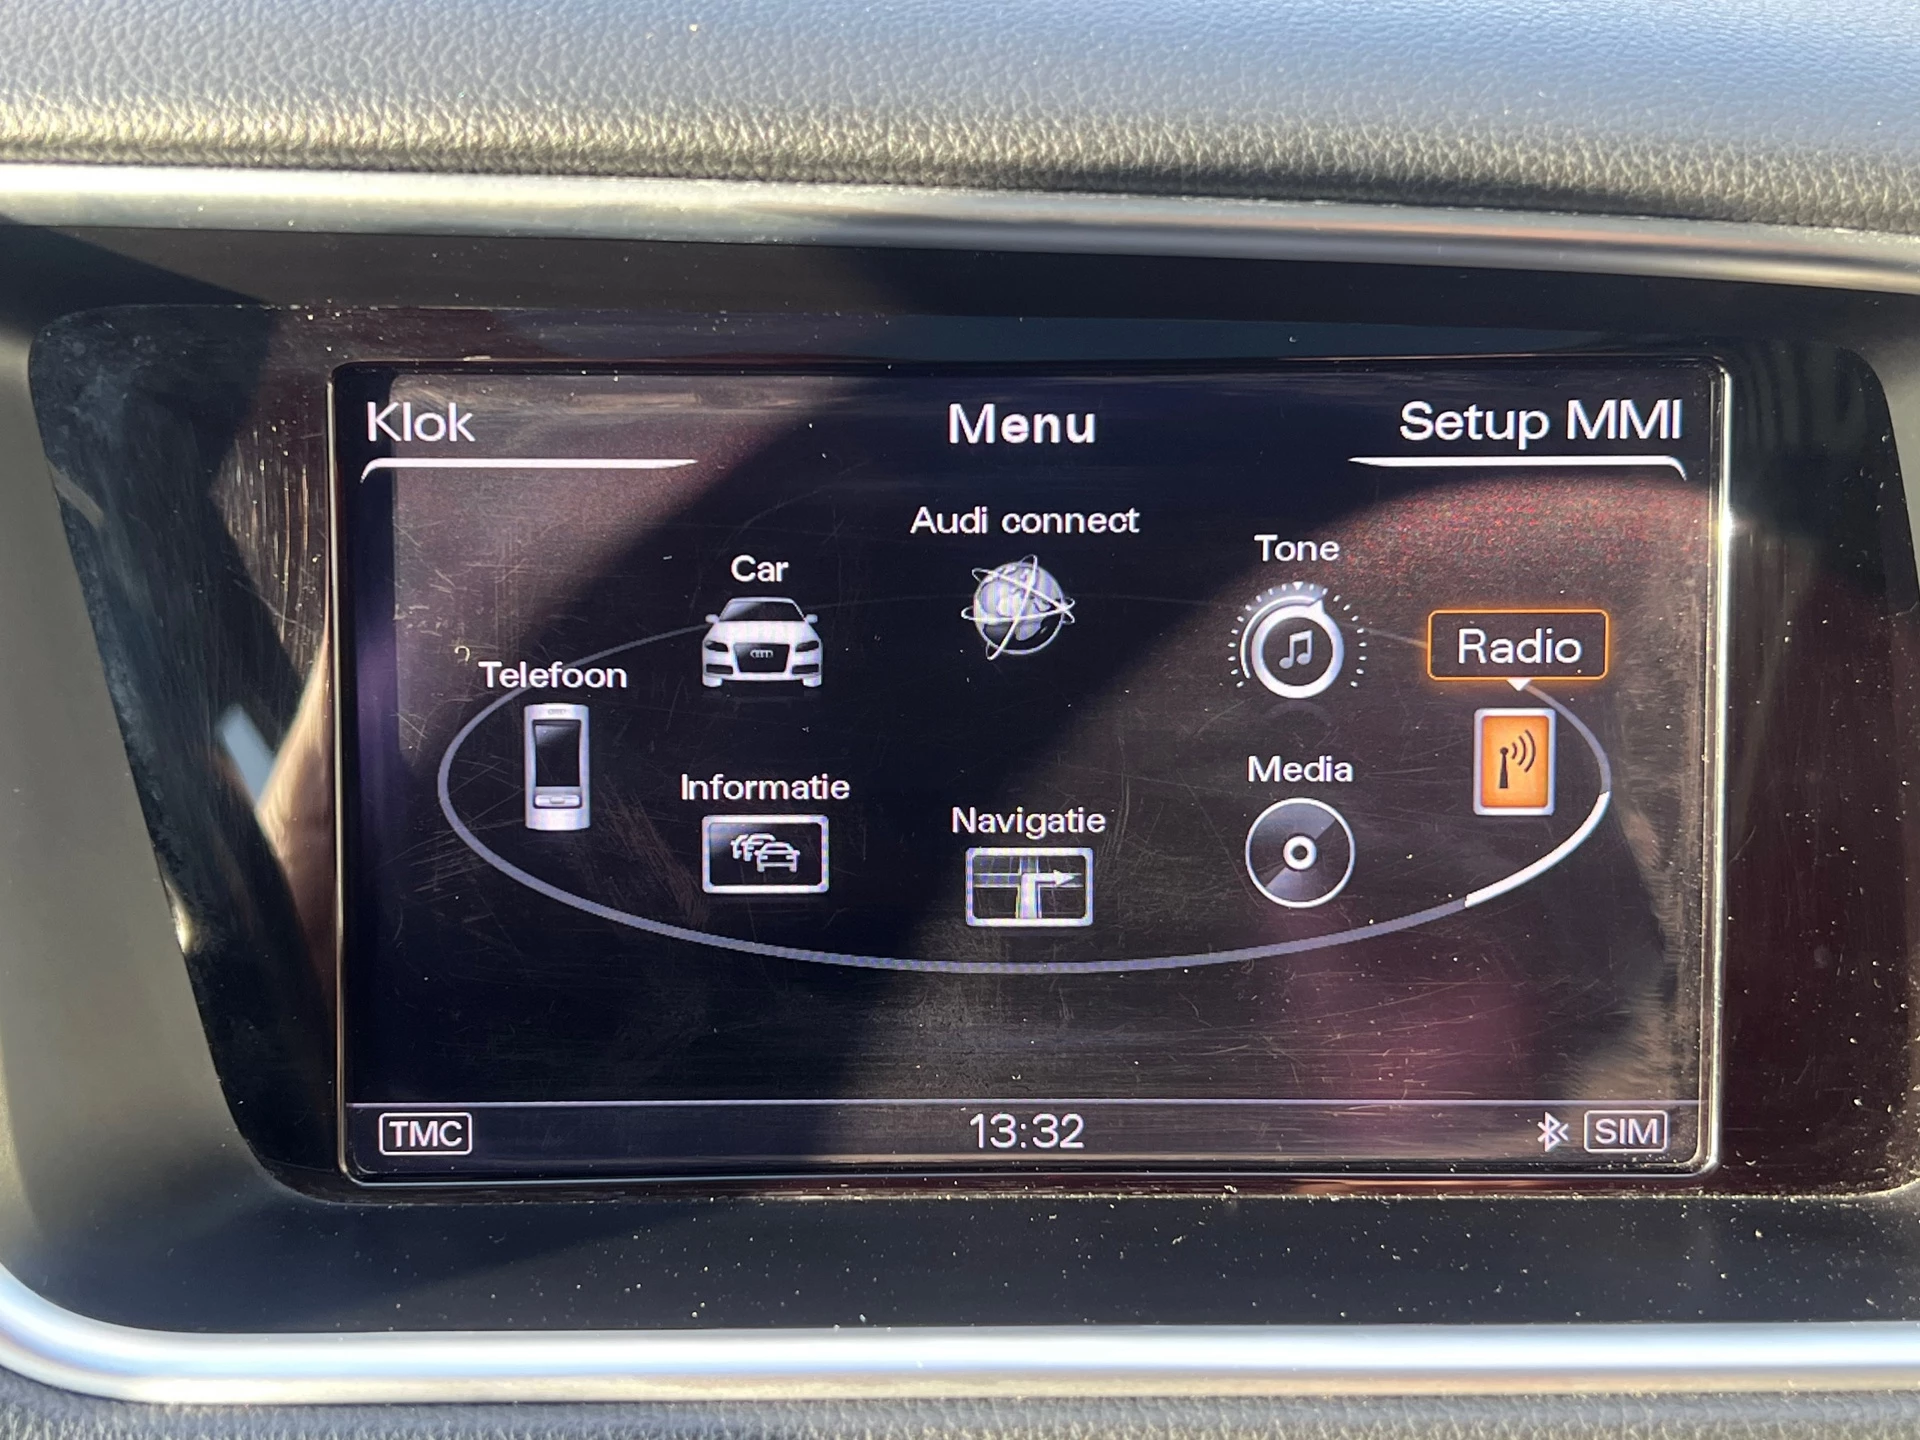 Klok
Menu
Setup MMI
Audi connect
Tone
Car
Radio
Telefoon
Media
Informatie
Navigatie
TMC
13:32
SIM